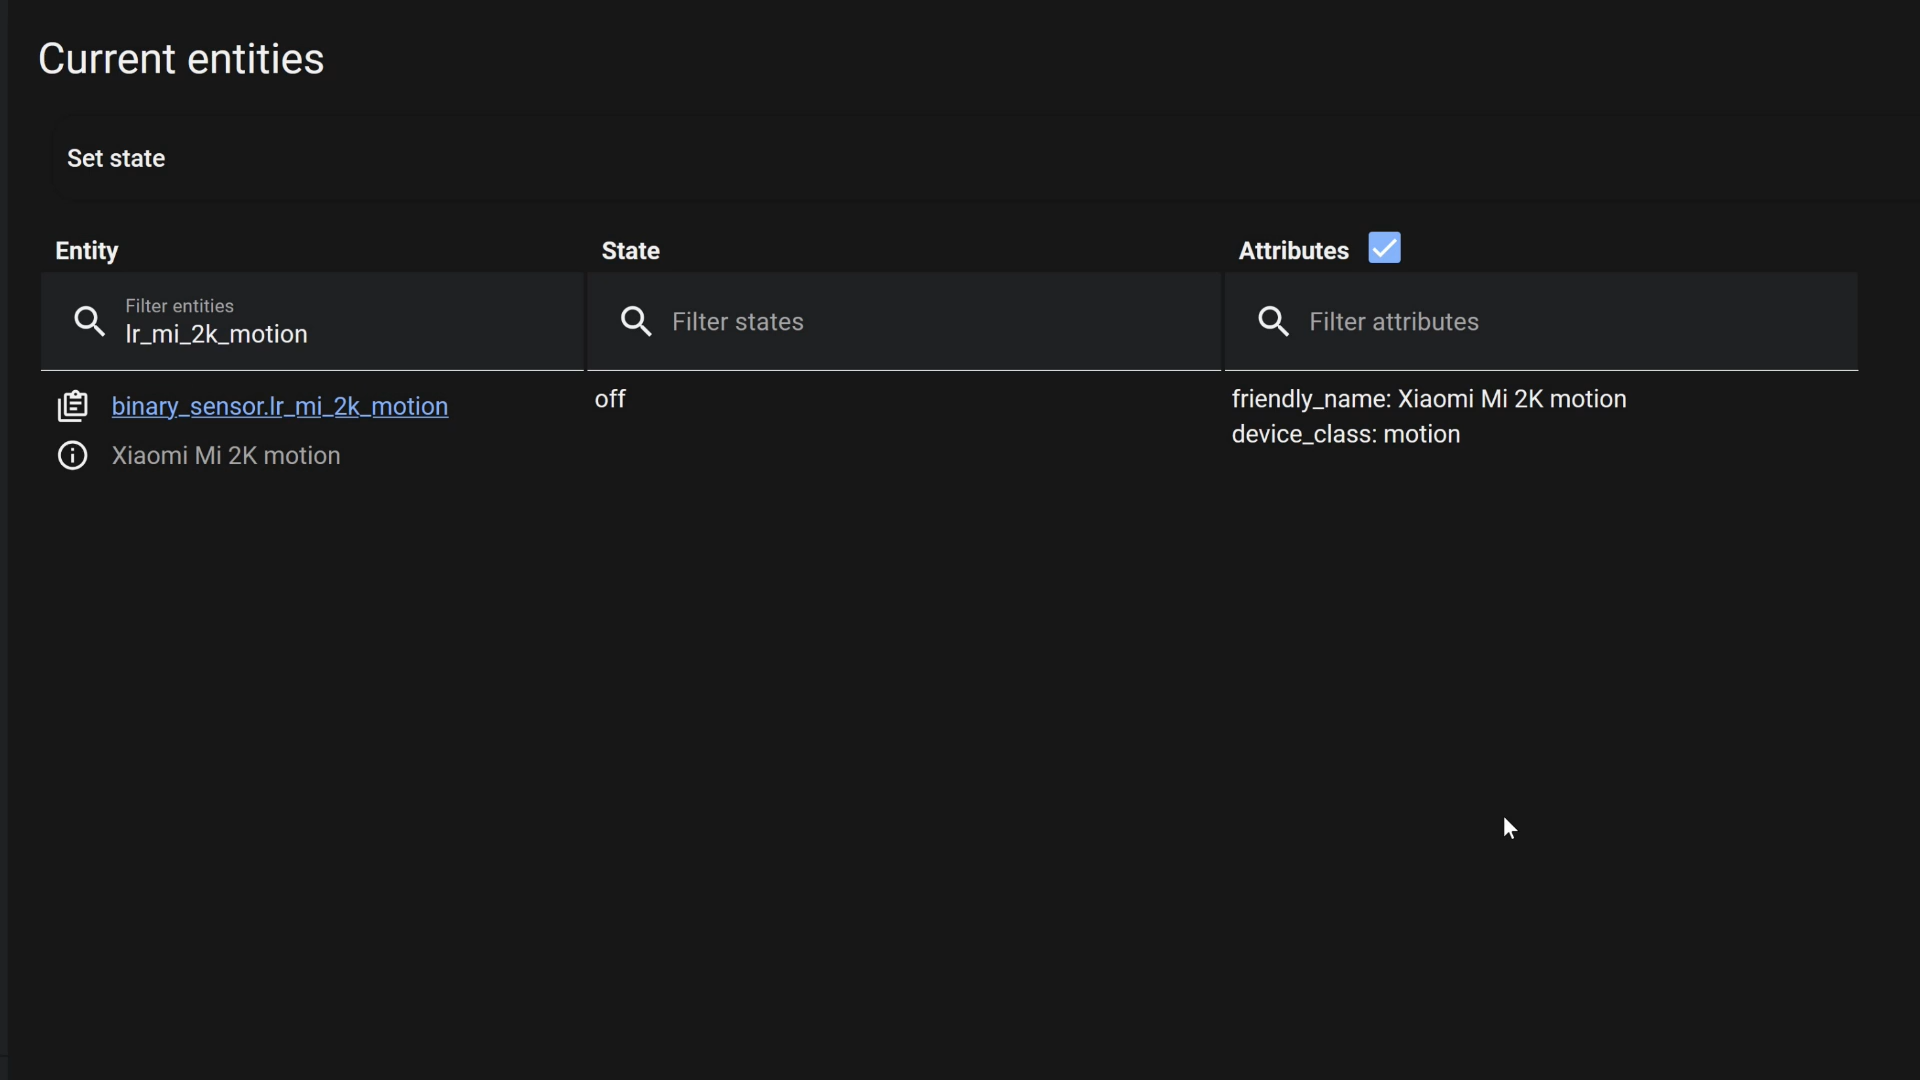 Current entities
Set state
Entity
State
Attributes
Filter entities
lr_mi_2k_motion
Filter states
Filter attributes
binary_sensor.lr_mi_2k_motion
Xiaomi Mi 2K motion
off
friendly_name: Xiaomi Mi 2K motion
device_class: motion